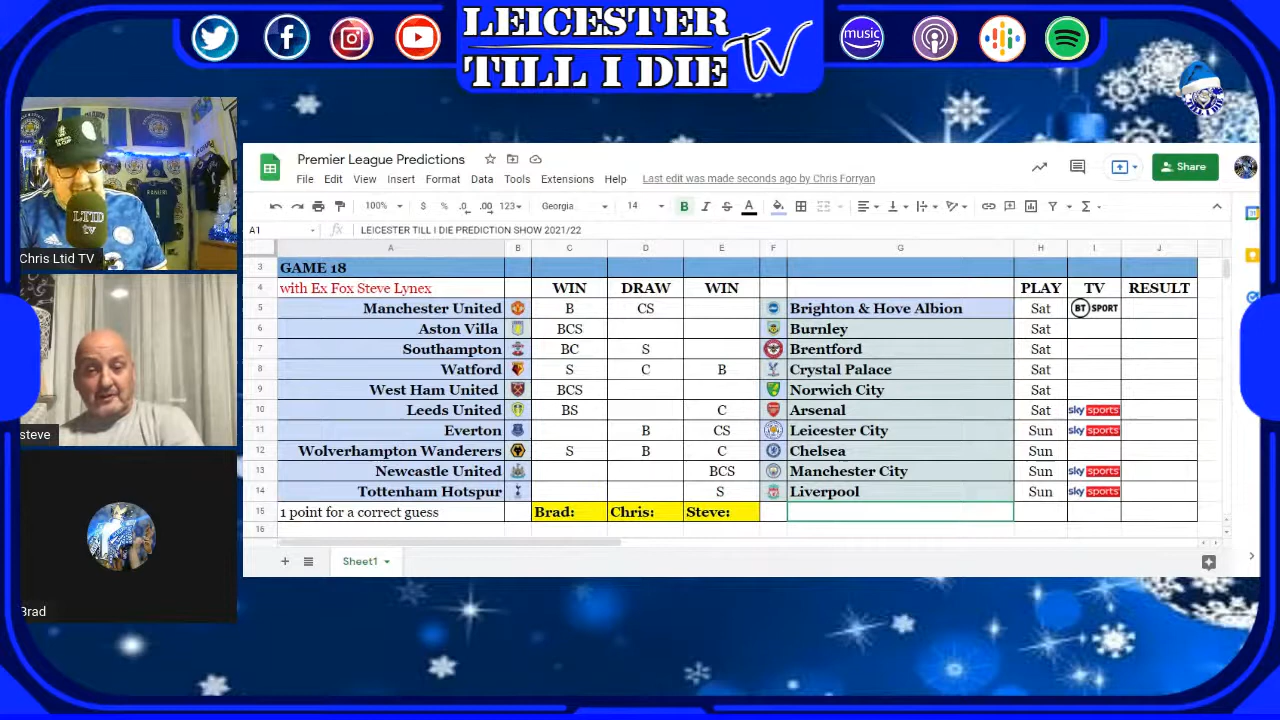 LEICESTER
TILL I DIE TV
music
TILL I DIE
LTID
tv
Chris Ltid TV
steve
Brad
Premier League Predictions
File Edit View Insert Format Tools Extensions Help Last edit was made seconds ago by Chris Forryan
Share
100% $ % .0 .00 123 Georgia 14 B I S A
A1 LEICESTER TILL I DIE PREDICTION SHOW 2021/22
A B C D E F G H I J
3 GAME 18
4 with Ex Fox Steve Lynex WIN DRAW WIN PLAY TV RESULT
5 Manchester United B CS Brighton & Hove Albion Sat BT SPORT
6 Aston Villa BCS Burnley Sat
7 Southampton BC S Brentford Sat
8 Watford S C B Crystal Palace Sat
9 West Ham United BCS Norwich City Sat
10 Leeds United BS C Arsenal Sat sky sports
11 Everton B CS Leicester City Sun sky sports
12 Wolverhampton Wanderers S B C Chelsea Sun
13 Newcastle United BCS Manchester City Sun sky sports
14 Tottenham Hotspur S Liverpool Sun sky sports
15 1 point for a correct guess Brad: Chris: Steve:
16
Sheet1